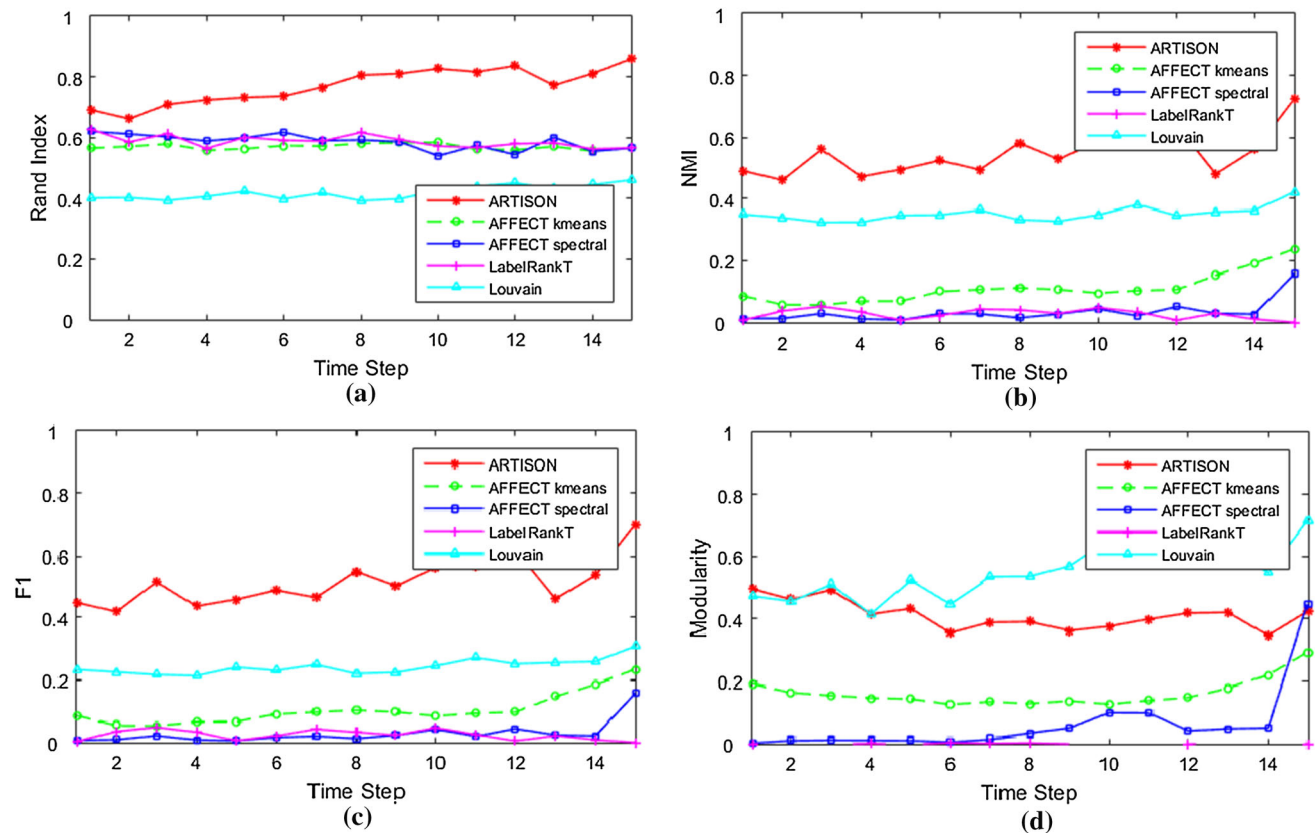 1
0.8
0.6
0.4
0.2
0
Rand Index
2 4 6 8 10 12 14
Time Step
ARTISON
AFFECT kmeans
AFFECT spectral
LabelRankT
Louvain
(a)
1
0.8
0.6
0.4
0.2
0
NMI
2 4 6 8 10 12 14
Time Step
ARTISON
AFFECT kmeans
AFFECT spectral
LabelRankT
Louvain
(b)
1
0.8
0.6
0.4
0.2
0
F1
2 4 6 8 10 12 14
Time Step
ARTISON
AFFECT kmeans
AFFECT spectral
LabelRankT
Louvain
(c)
1
0.8
0.6
0.4
0.2
0
Modularity
2 4 6 8 10 12 14
Time Step
ARTISON
AFFECT kmeans
AFFECT spectral
LabelRankT
Louvain
(d)